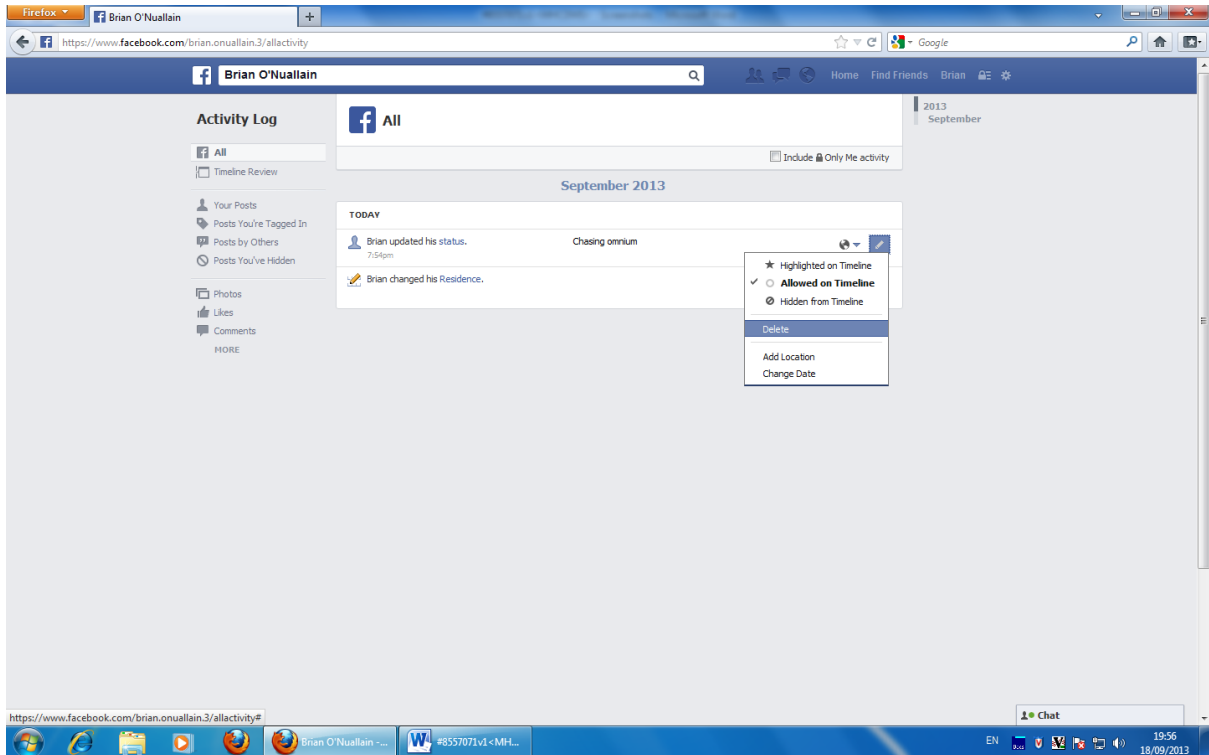 Firefox
Brian O'Nuallain
https://www.facebook.com/brian.onuallain.3/allactivity
Google
Brian O'Nuallain
Home Find Friends Brian
Activity Log
All
Timeline Review
Your Posts
Posts You're Tagged In
Posts by Others
Posts You've Hidden
Photos
Likes
Comments
MORE
All
Include Only Me activity
September 2013
TODAY
Brian updated his status. Chasing omnium
7:54pm
Brian changed his Residence.
Highlighted on Timeline
Allowed on Timeline
Hidden from Timeline
Delete
Add Location
Change Date
2013
September
https://www.facebook.com/brian.onuallain.3/allactivity#
Chat
Brian O'Nuallain -...
#8557071v1<MH...
EN
19:56
18/09/2013